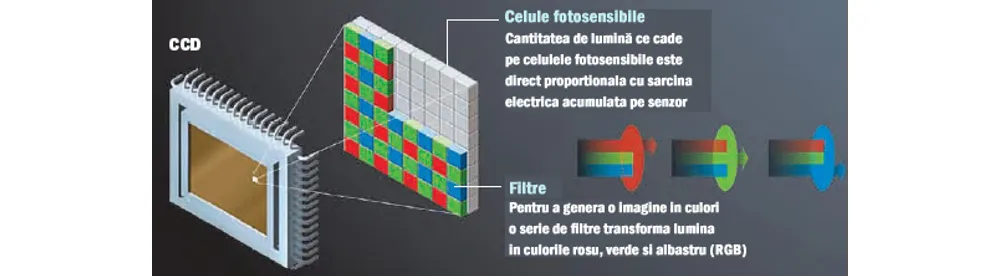 CCD
Celule fotosensibile
Cantitatea de lumină ce cade
pe celulele fotosensibile este
direct proportionala cu sarcina
electrica acumulata pe senzor
Filtre
Pentru a genera o imagine in culori
o serie de filtre transforma lumina
in culorile rosu, verde si albastru (RGB)